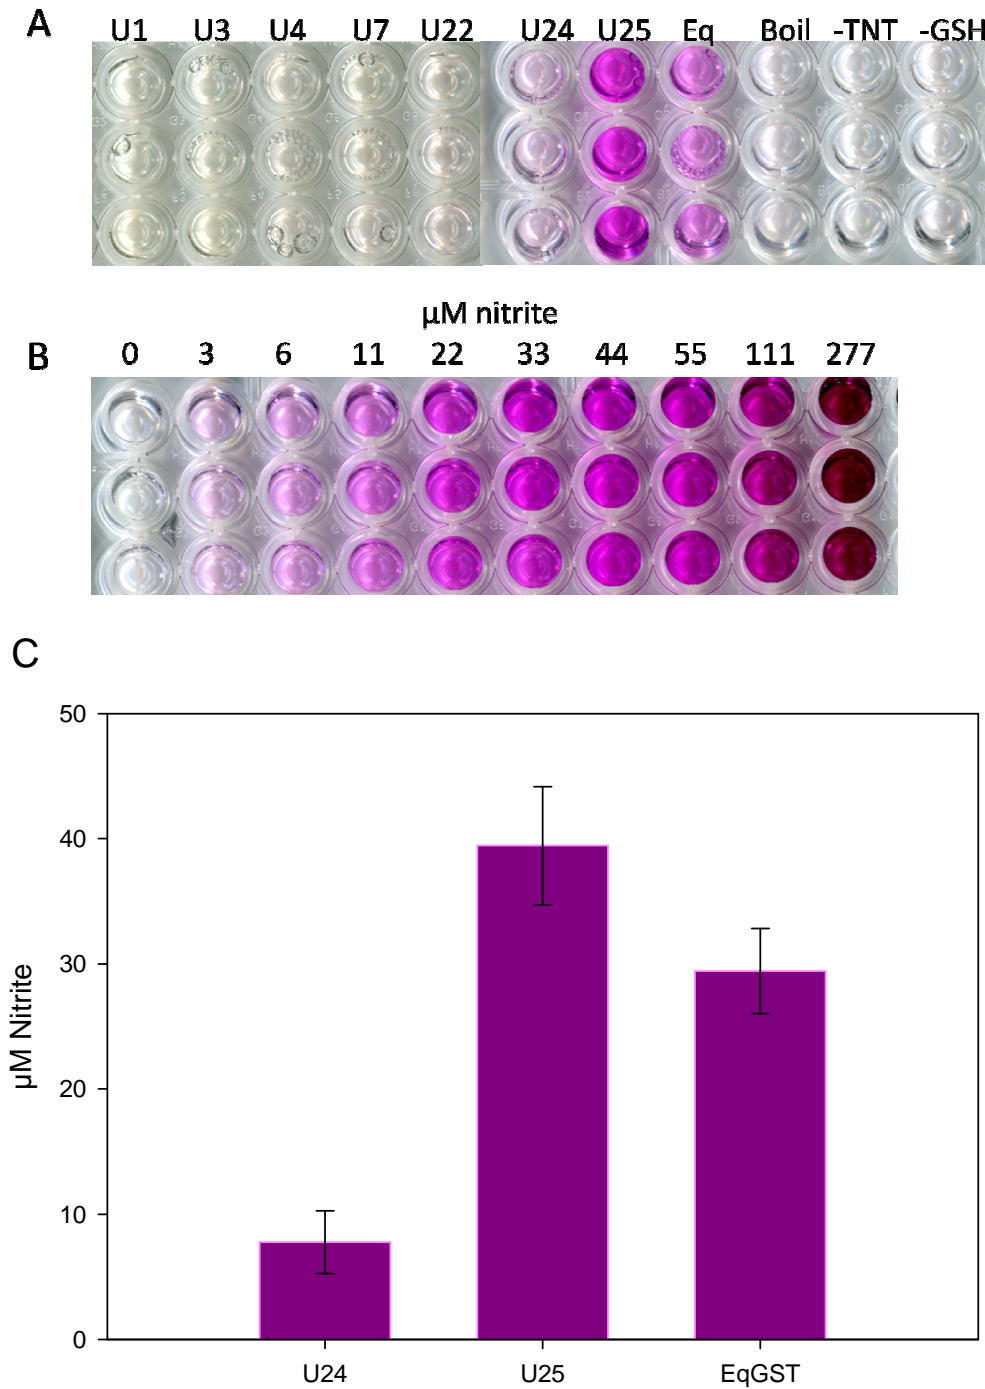 A
U1 U3 U4 U7 U22 U24 U25 Eq Boil -TNT -GSH
µM nitrite
B
0 3 6 11 22 33 44 55 111 277
C
50
40
30
20
10
0
µM Nitrite
U24 U25 EqGST